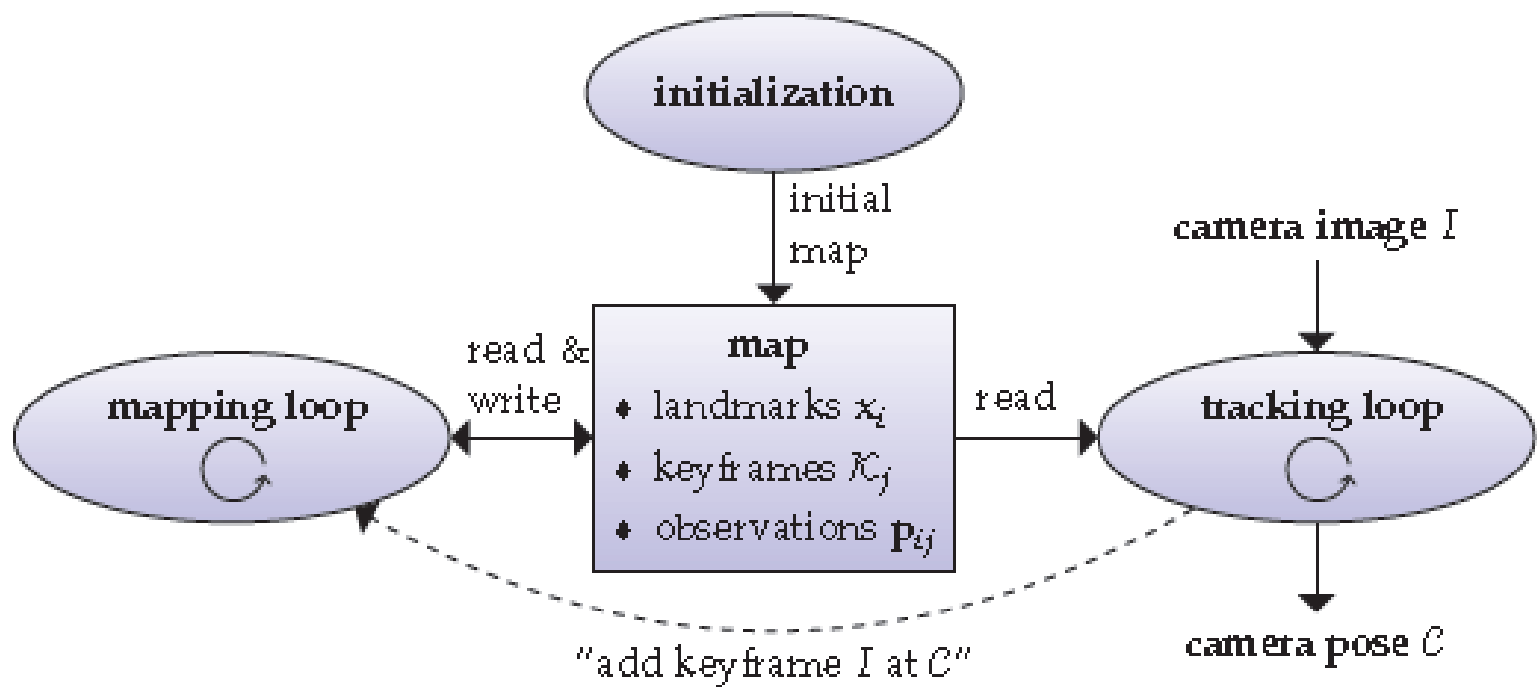 initialization
initial
map
camera image I
read &
write
map
• landmarks xᵢ
• keyframes 𝒦ⱼ
• observations pᵢⱼ
mapping loop
read
tracking loop
"add keyframe I at C"
camera pose C